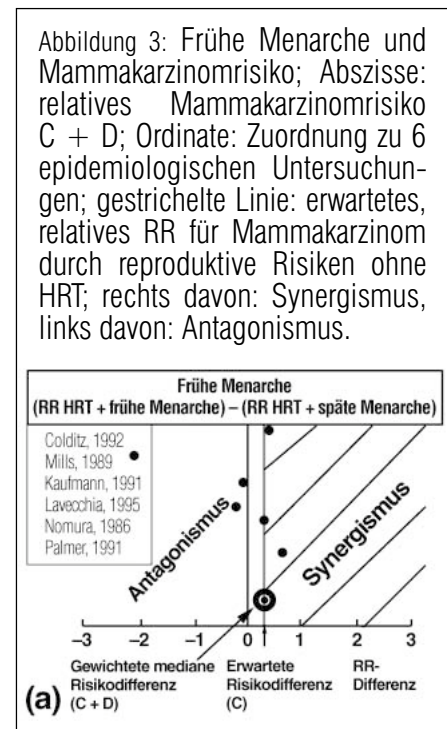 Abbildung 3: Frühe Menarche und
Mammakarzinomrisiko; Abszisse:
relatives Mammakarzinomrisiko
C + D; Ordinate: Zuordnung zu 6
epidemiologischen Untersuchun-
gen; gestrichelte Linie: erwartetes,
relatives RR für Mammakarzinom
durch reproduktive Risiken ohne
HRT; rechts davon: Synergismus,
links davon: Antagonismus.
Frühe Menarche
(RR HRT + frühe Menarche) – (RR HRT + späte Menarche)
Colditz, 1992
Mills, 1989
Kaufmann, 1991
Lavecchia, 1995
Nomura, 1986
Palmer, 1991
Antagonismus
Synergismus
–3 –2 –1 0 1 2 3
Gewichtete mediane Risikodifferenz (C + D)
Erwartete Risikodifferenz (C)
RR-Differenz
(a)